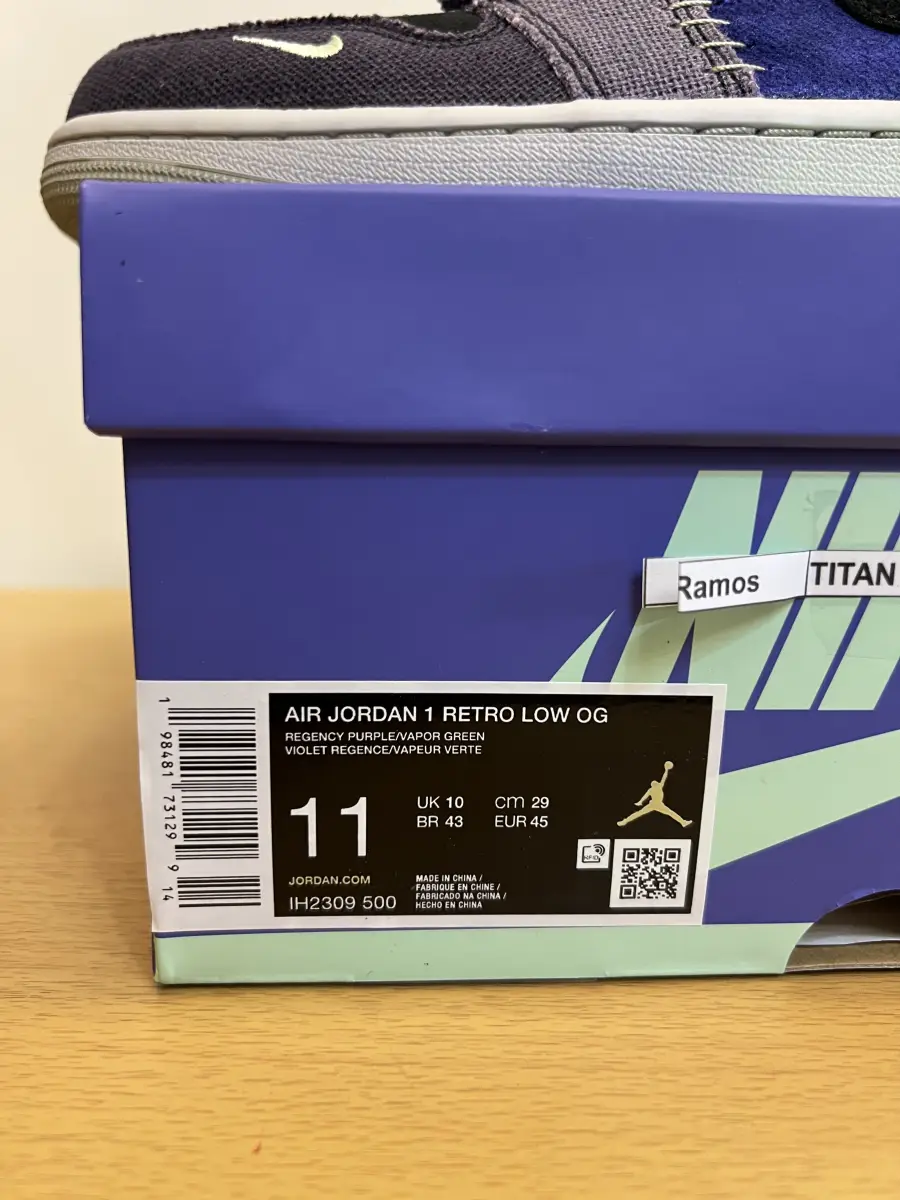 Ramos
TITAN
AIR JORDAN 1 RETRO LOW OG
REGENCY PURPLE/VAPOR GREEN
VIOLET REGENCE/VAPEUR VERTE
11
UK 10
cm 29
BR 43
EUR 45
RFID
JORDAN.COM
IH2309 500
MADE IN CHINA /
FABRIQUE EN CHINE /
FABRICADO NA CHINA /
HECHO EN CHINA
1 98481 73129 9 14